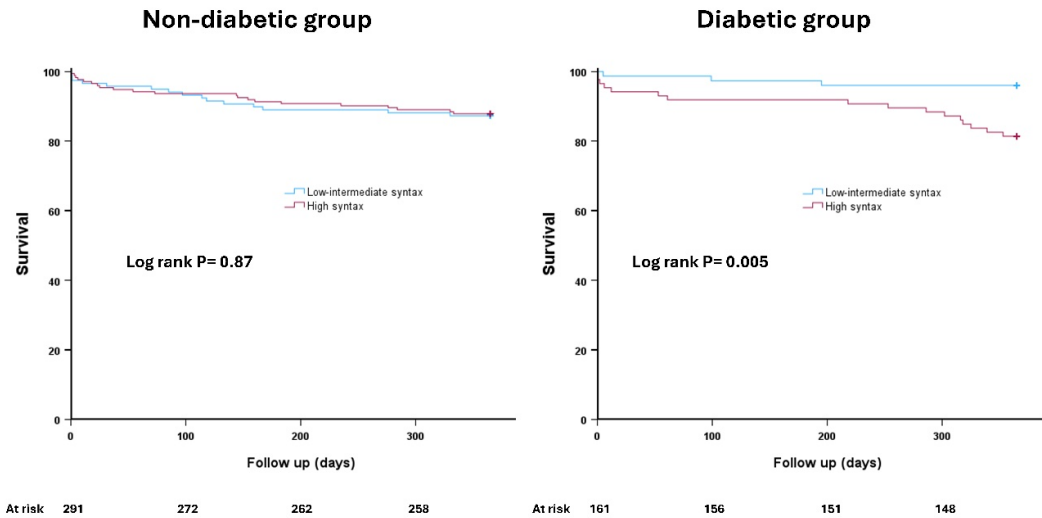 Non-diabetic group
Survival
100
80
60
40
20
0
Low-intermediate syntax
High syntax
Log rank P= 0.87
0 100 200 300
Follow up (days)
At risk 291 272 262 258
Diabetic group
Survival
100
80
60
40
20
0
Low-intermediate syntax
High syntax
Log rank P= 0.005
0 100 200 300
Follow up (days)
At risk 161 156 151 148